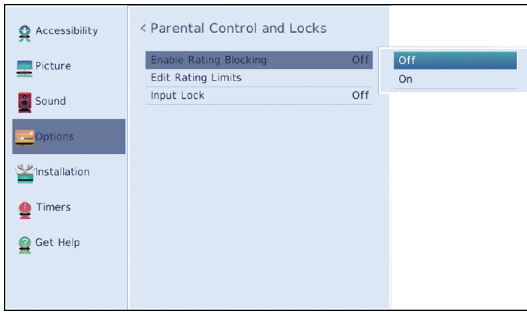 Accessibility
Picture
Sound
Options
Installation
Timers
Get Help
< Parental Control and Locks
Enable Rating Blocking Off
Edit Rating Limits
Input Lock Off
Off
On